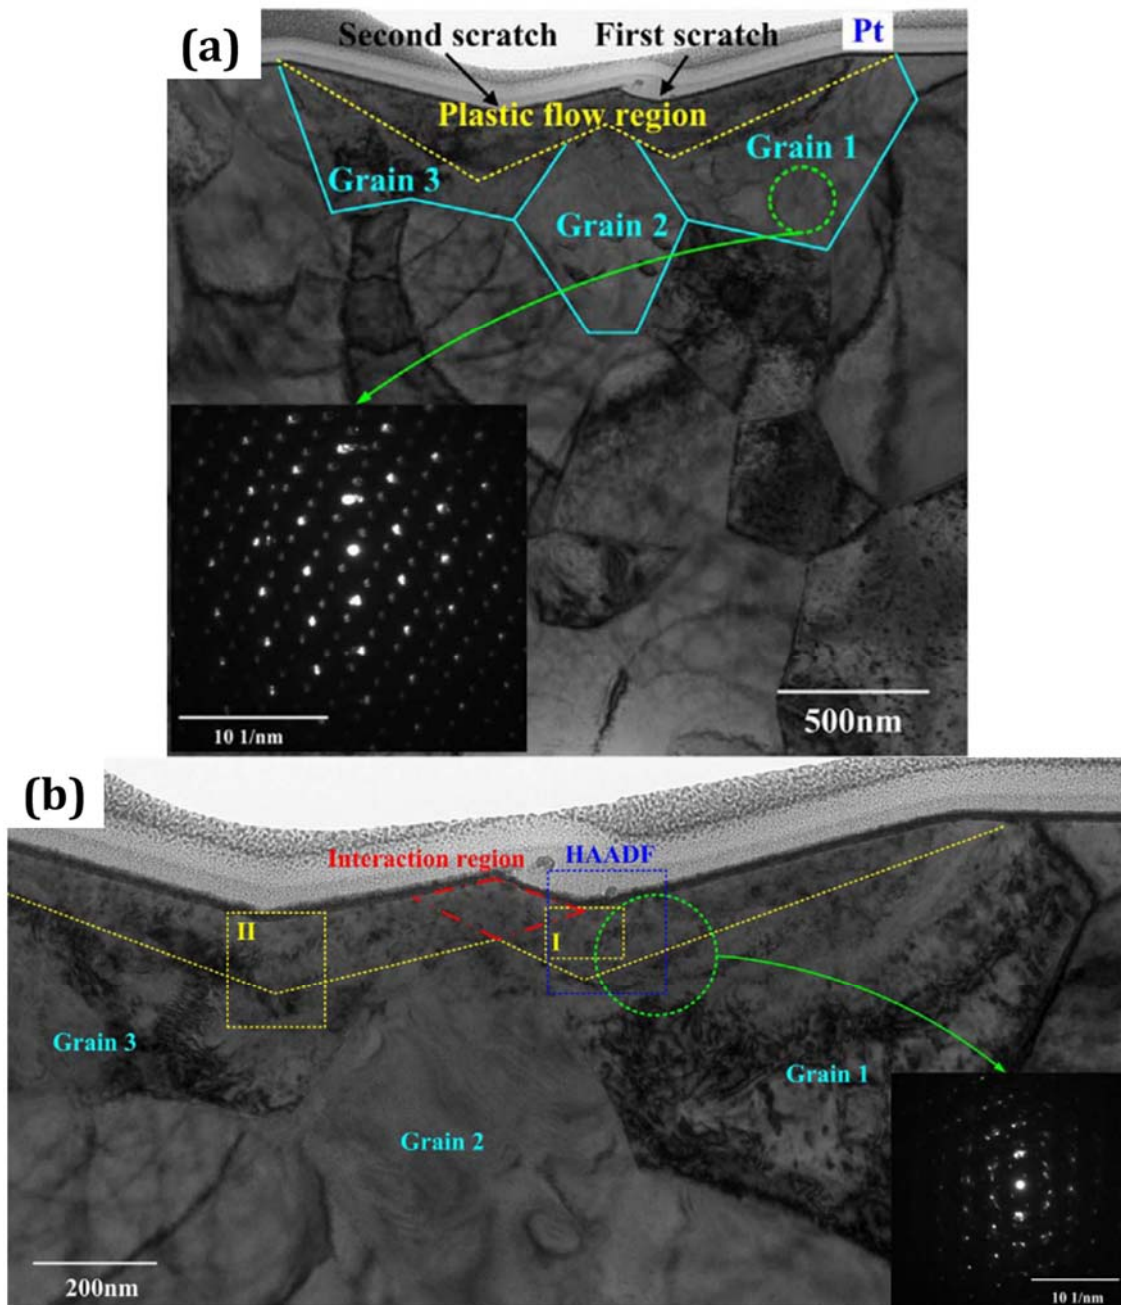 (a)
Second scratch
First scratch
Pt
Plastic flow region
Grain 1
Grain 3
Grain 2
10 1/nm
500nm
(b)
Interaction region
HAADF
II
I
Grain 3
Grain 1
Grain 2
200nm
10 1/nm